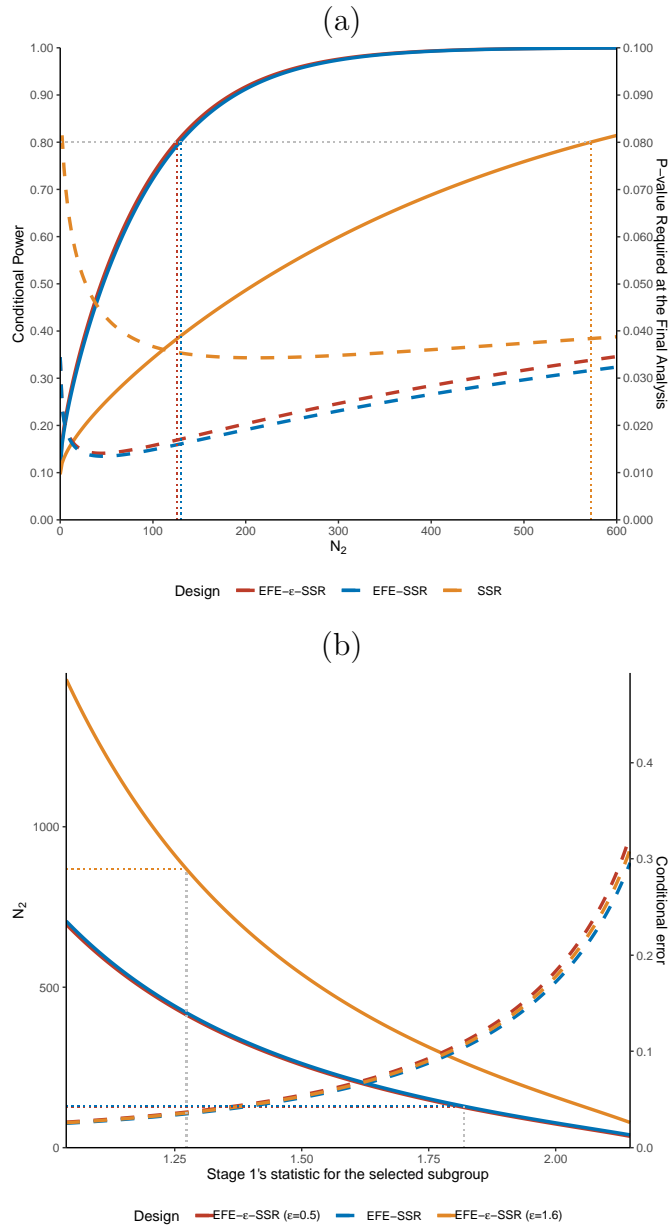 (a)
1.00
0.90
0.80
0.70
0.60
0.50
0.40
0.30
0.20
0.10
0.00
Conditional Power
0.100
0.090
0.080
0.070
0.060
0.050
0.040
0.030
0.020
0.010
0.000
P−value Required at the Final Analysis
0 100 200 300 400 500 600
N2
Design EFE−ε−SSR EFE−SSR SSR
(b)
1000
500
0
N2
0.4
0.3
0.2
0.1
0.0
Conditional error
1.25 1.50 1.75 2.00
Stage 1's statistic for the selected subgroup
Design EFE−ε−SSR (ε=0.5) EFE−SSR EFE−ε−SSR (ε=1.6)